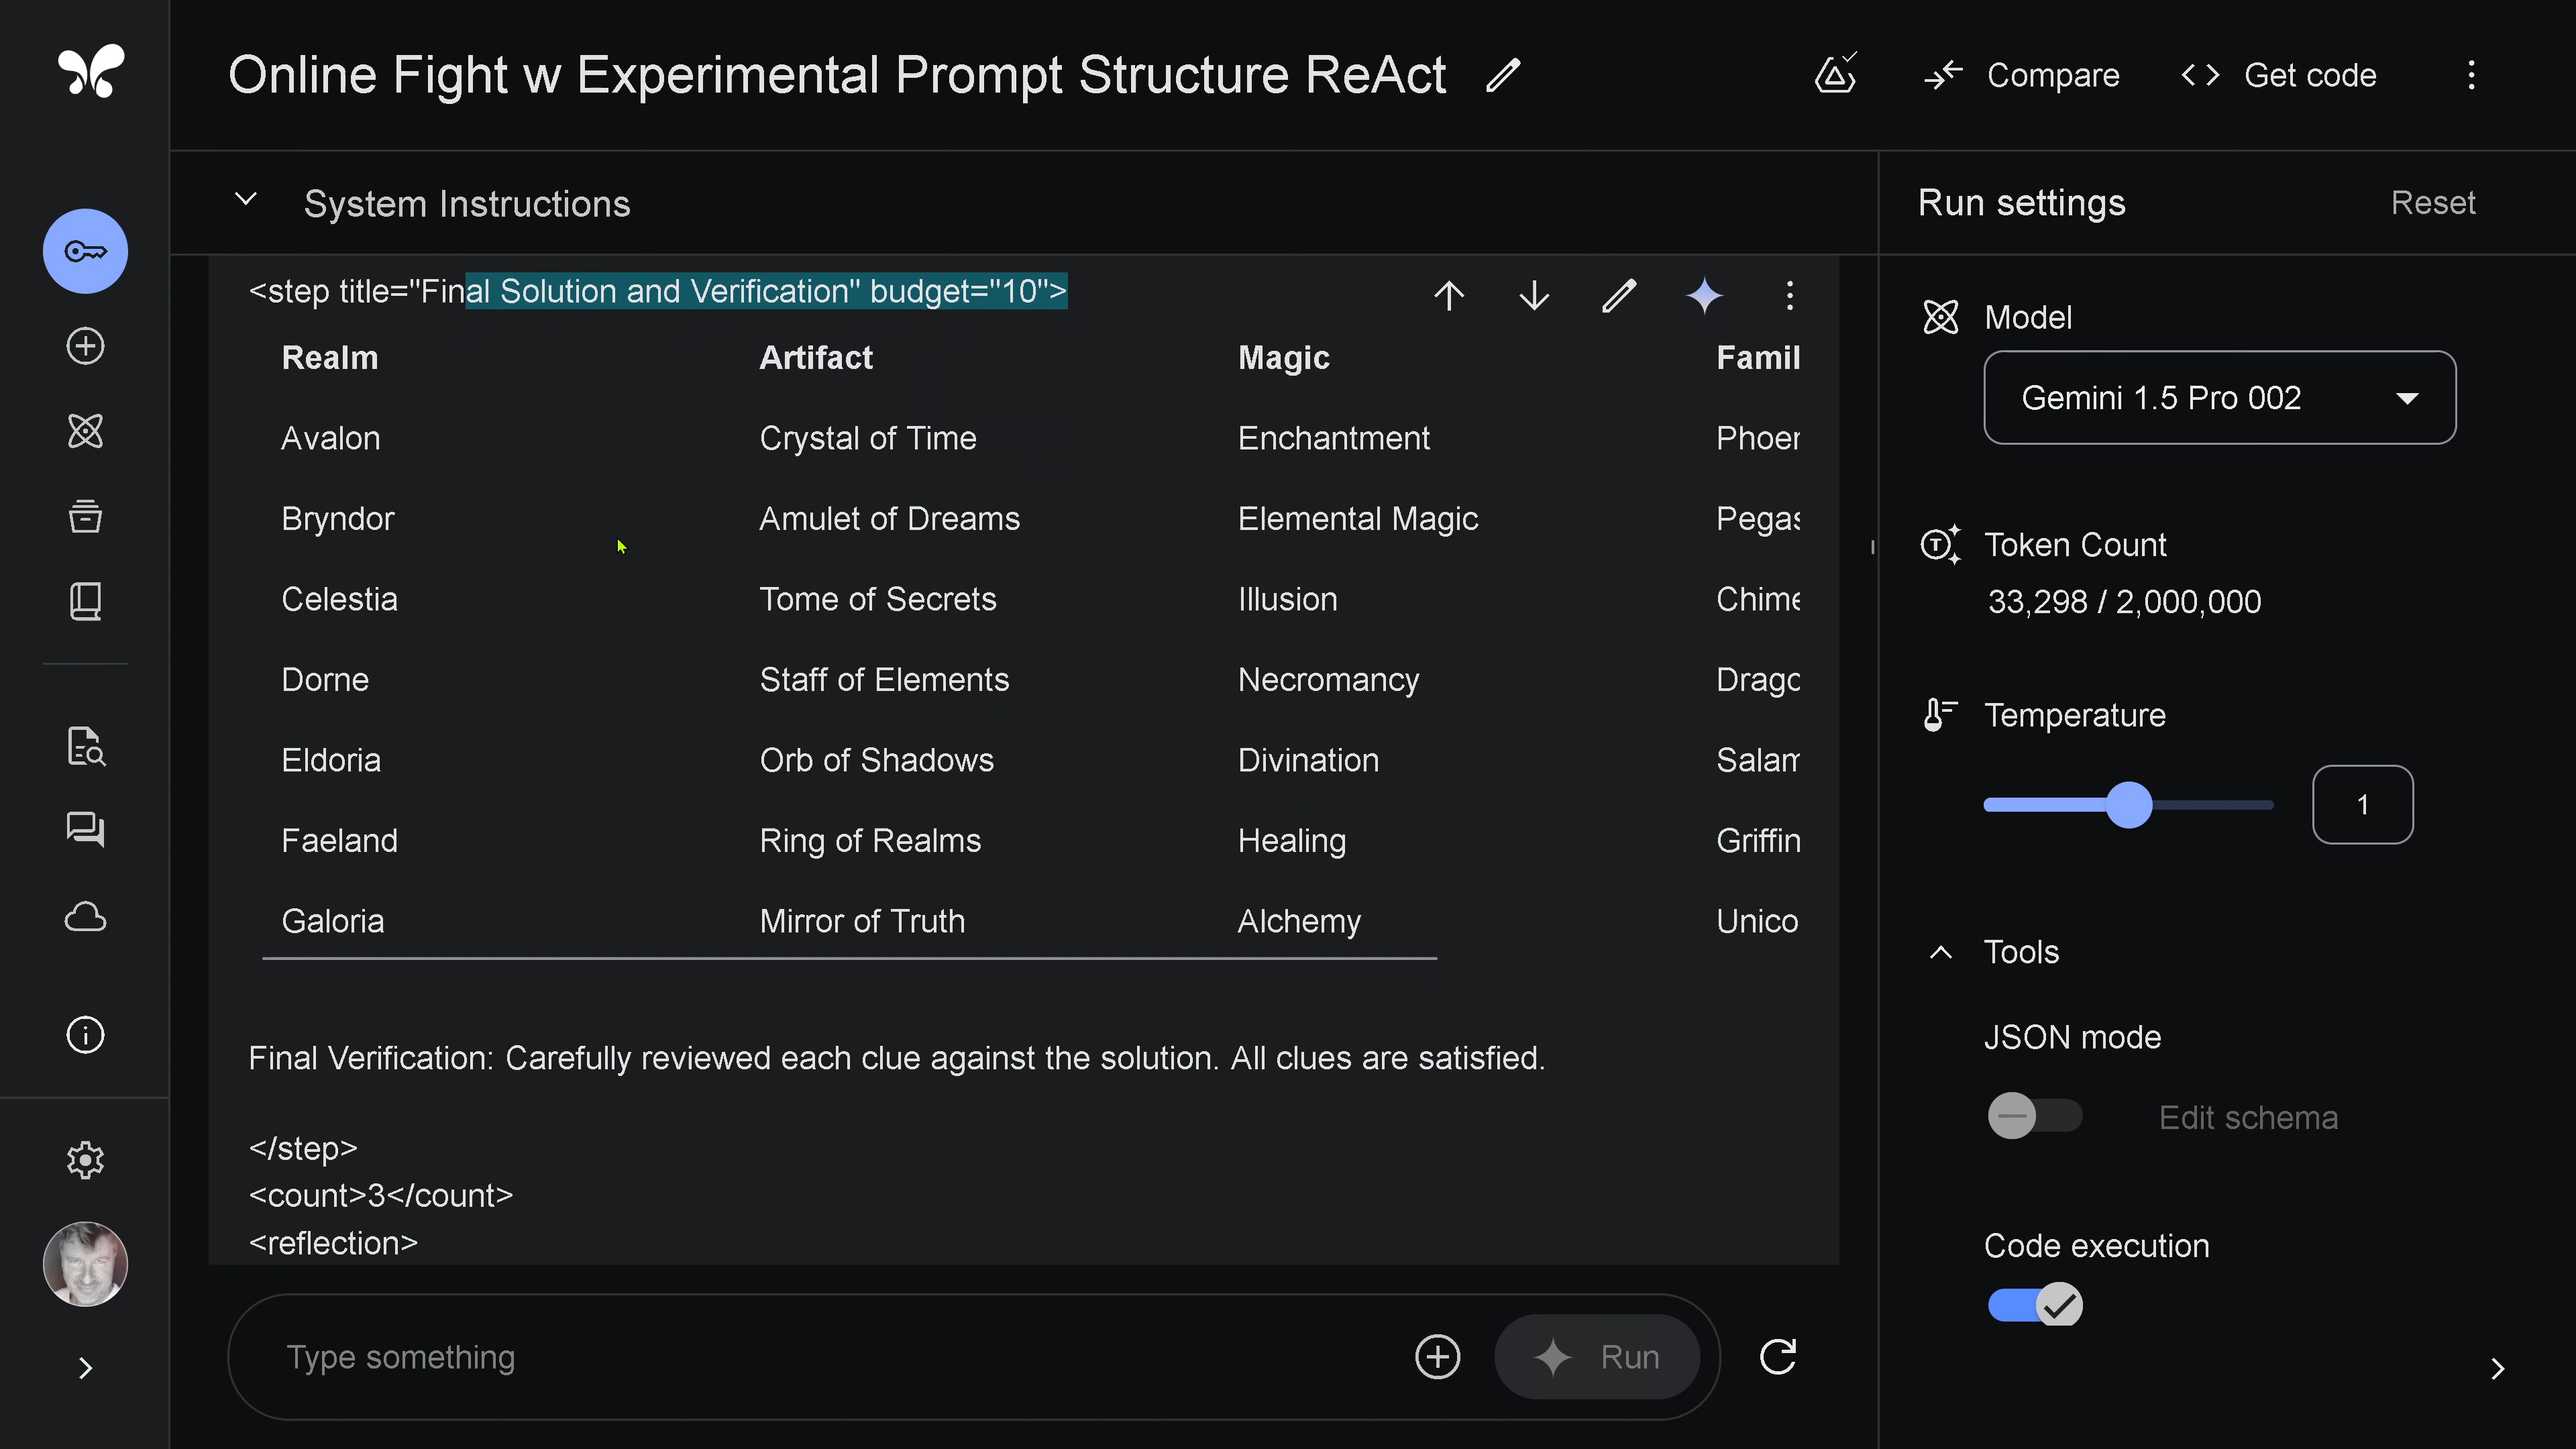 Online Fight w Experimental Prompt Structure ReAct
Compare
Get code
System Instructions
<step title="Final Solution and Verification" budget="10">
Realm Artifact Magic Famil
Avalon Crystal of Time Enchantment Phoer
Bryndor Amulet of Dreams Elemental Magic Pegas
Celestia Tome of Secrets Illusion Chime
Dorne Staff of Elements Necromancy Drago
Eldoria Orb of Shadows Divination Salam
Faeland Ring of Realms Healing Griffin
Galoria Mirror of Truth Alchemy Unico
Final Verification: Carefully reviewed each clue against the solution. All clues are satisfied.
</step>
<count>3</count>
<reflection>
Type something
Run
Run settings
Reset
Model
Gemini 1.5 Pro 002
Token Count
33,298 / 2,000,000
Temperature
1
Tools
JSON mode
Edit schema
Code execution